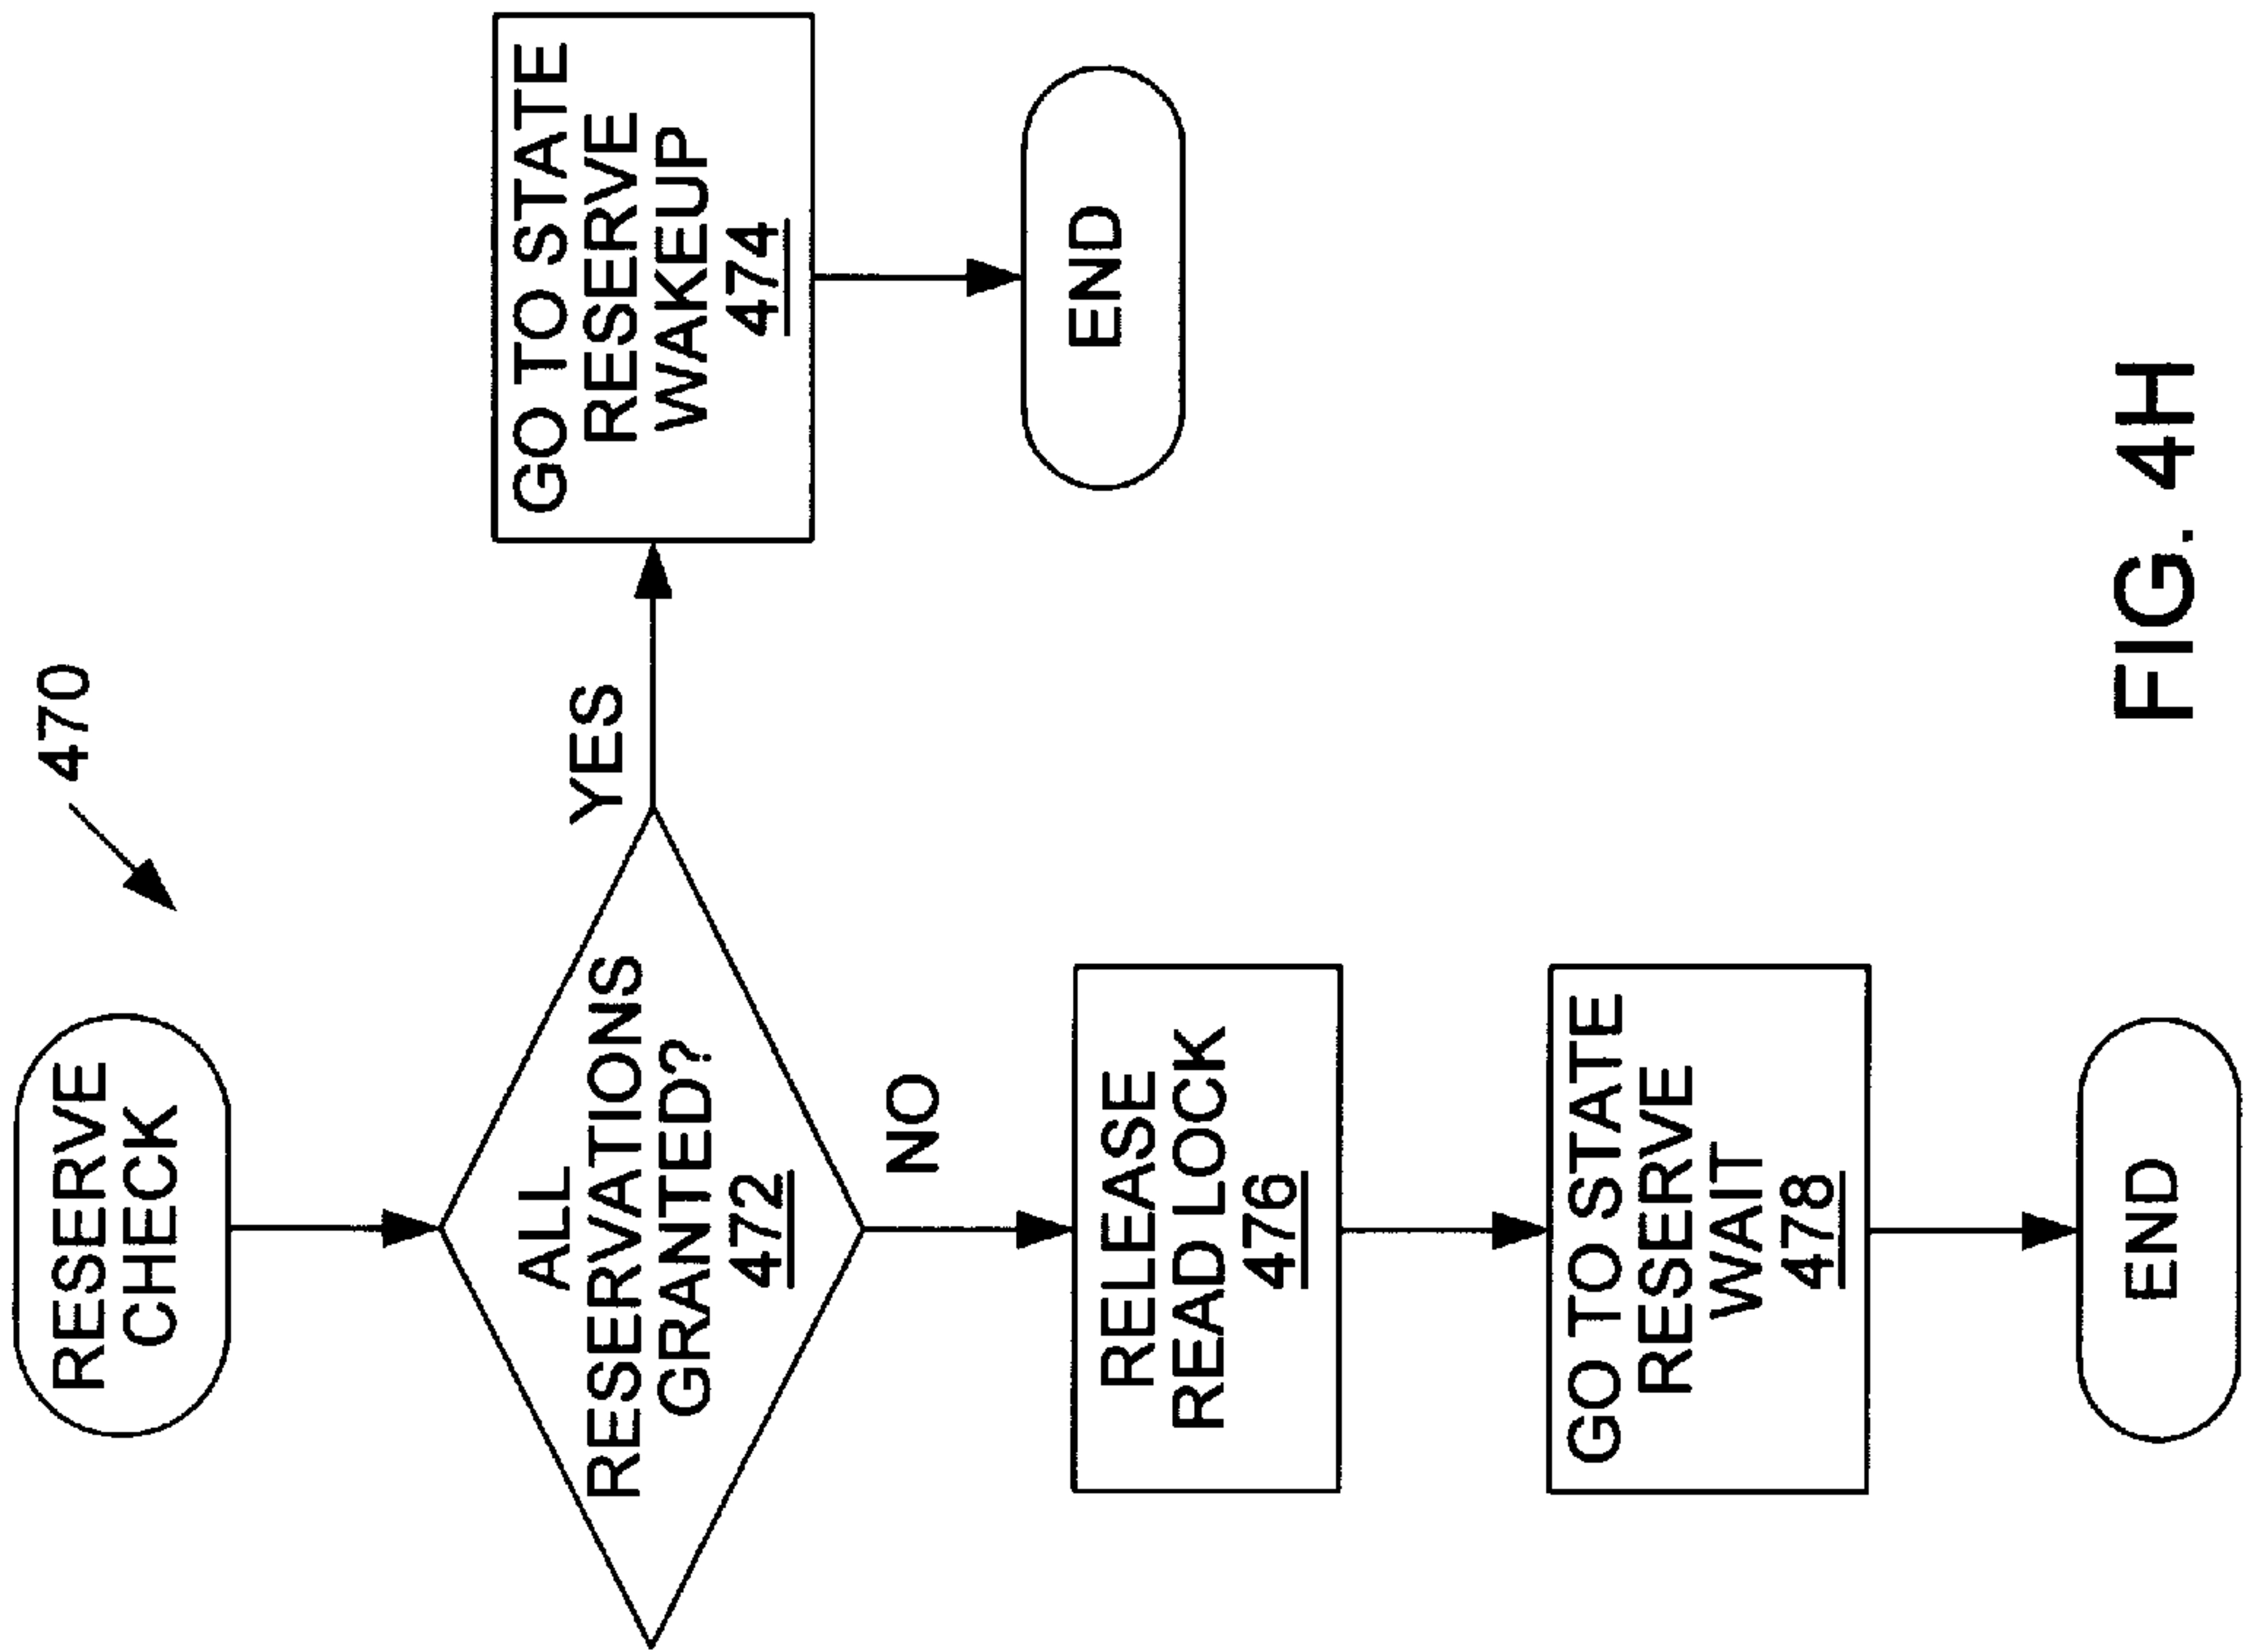 470
RESERVE
CHECK
ALL
RESERVATIONS
GRANTED?
472
YES
GO TO STATE
RESERVE
WAKEUP
474
END
NO
RELEASE
READ LOCK
476
GO TO STATE
RESERVE
WAIT
478
END
FIG. 4H